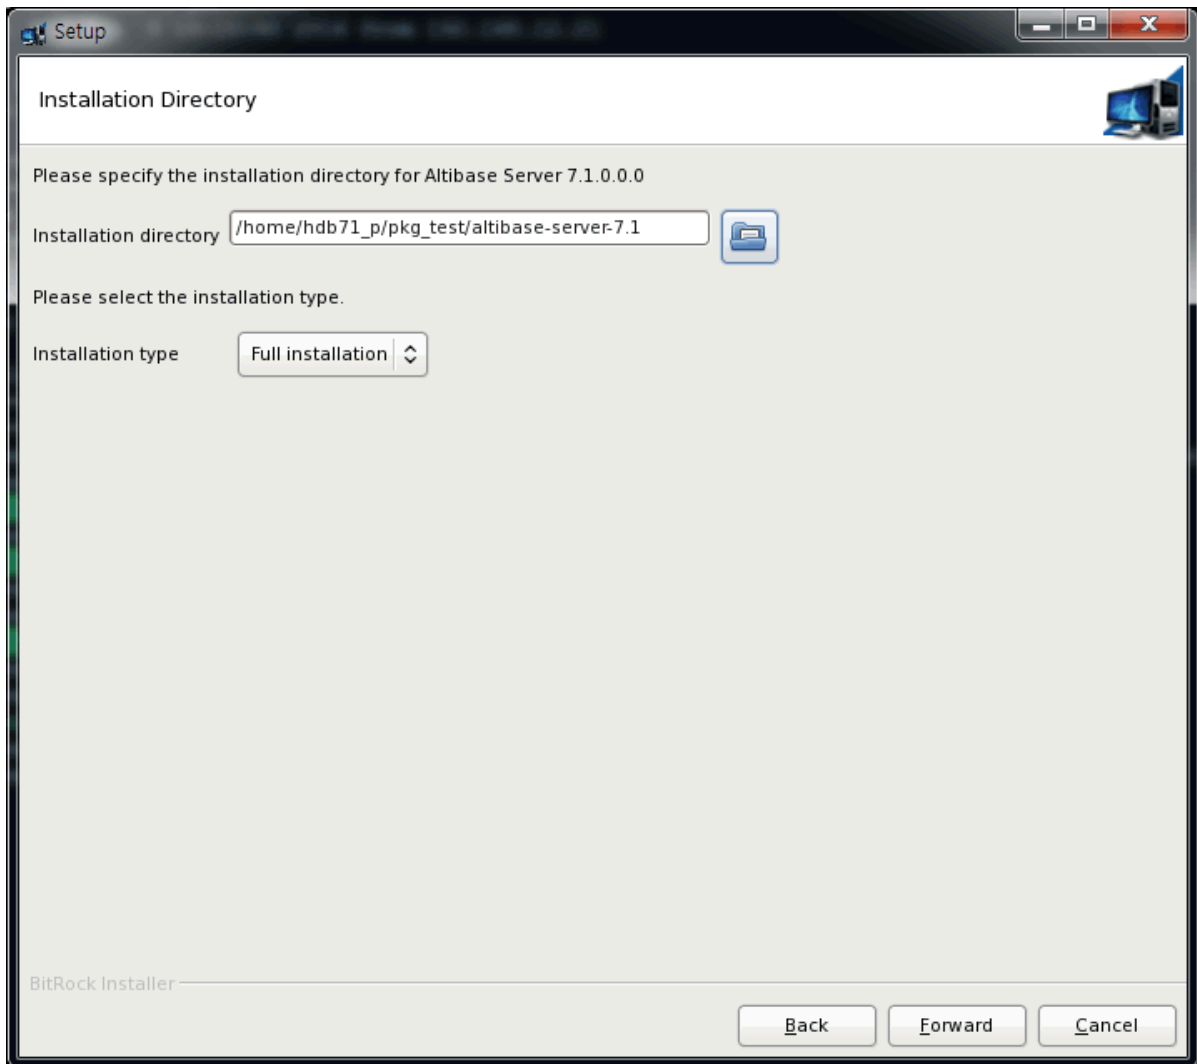 Setup
Installation Directory
Please specify the installation directory for Altibase Server 7.1.0.0.0
Installation directory /home/hdb71_p/pkg_test/altibase-server-7.1
Please select the installation type.
Installation type Full installation
BitRock Installer
Back Forward Cancel